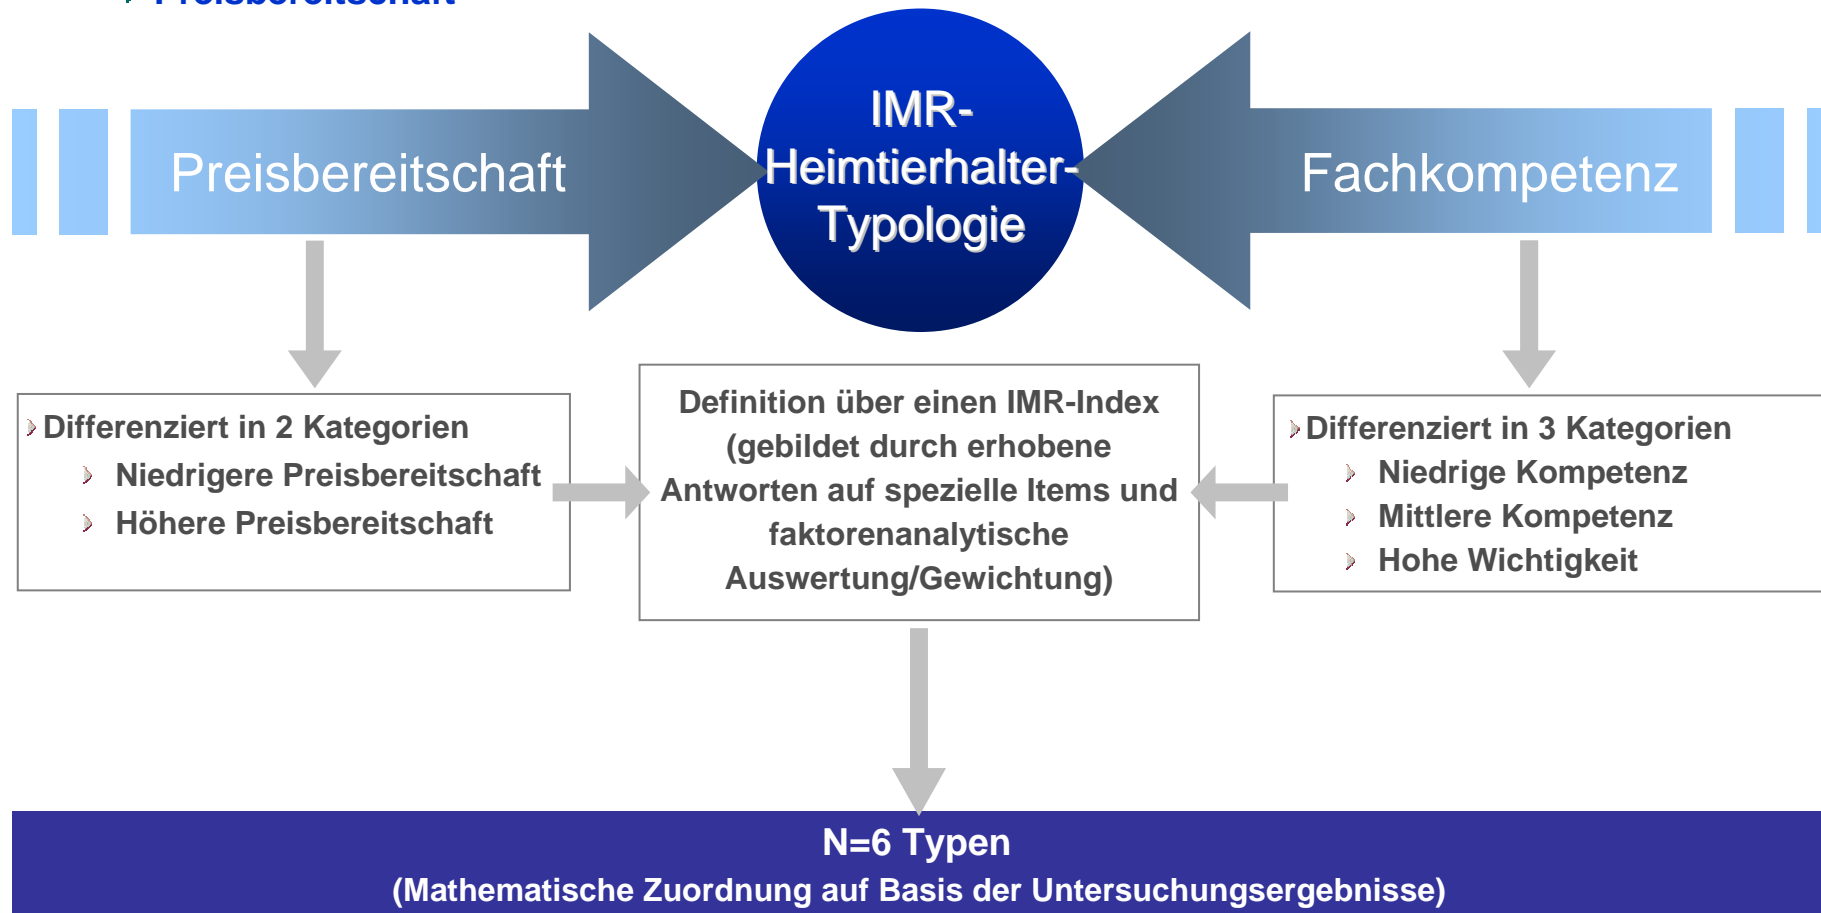 Preisbereitschaft
IMR-
Heimtierhalter-
Typologie
Preisbereitschaft
Fachkompetenz
Differenziert in 2 Kategorien
Niedrigere Preisbereitschaft
Höhere Preisbereitschaft
Definition über einen IMR-Index
(gebildet durch erhobene
Antworten auf spezielle Items und
faktorenanalytische
Auswertung/Gewichtung)
Differenziert in 3 Kategorien
Niedrige Kompetenz
Mittlere Kompetenz
Hohe Wichtigkeit
N=6 Typen
(Mathematische Zuordnung auf Basis der Untersuchungsergebnisse)